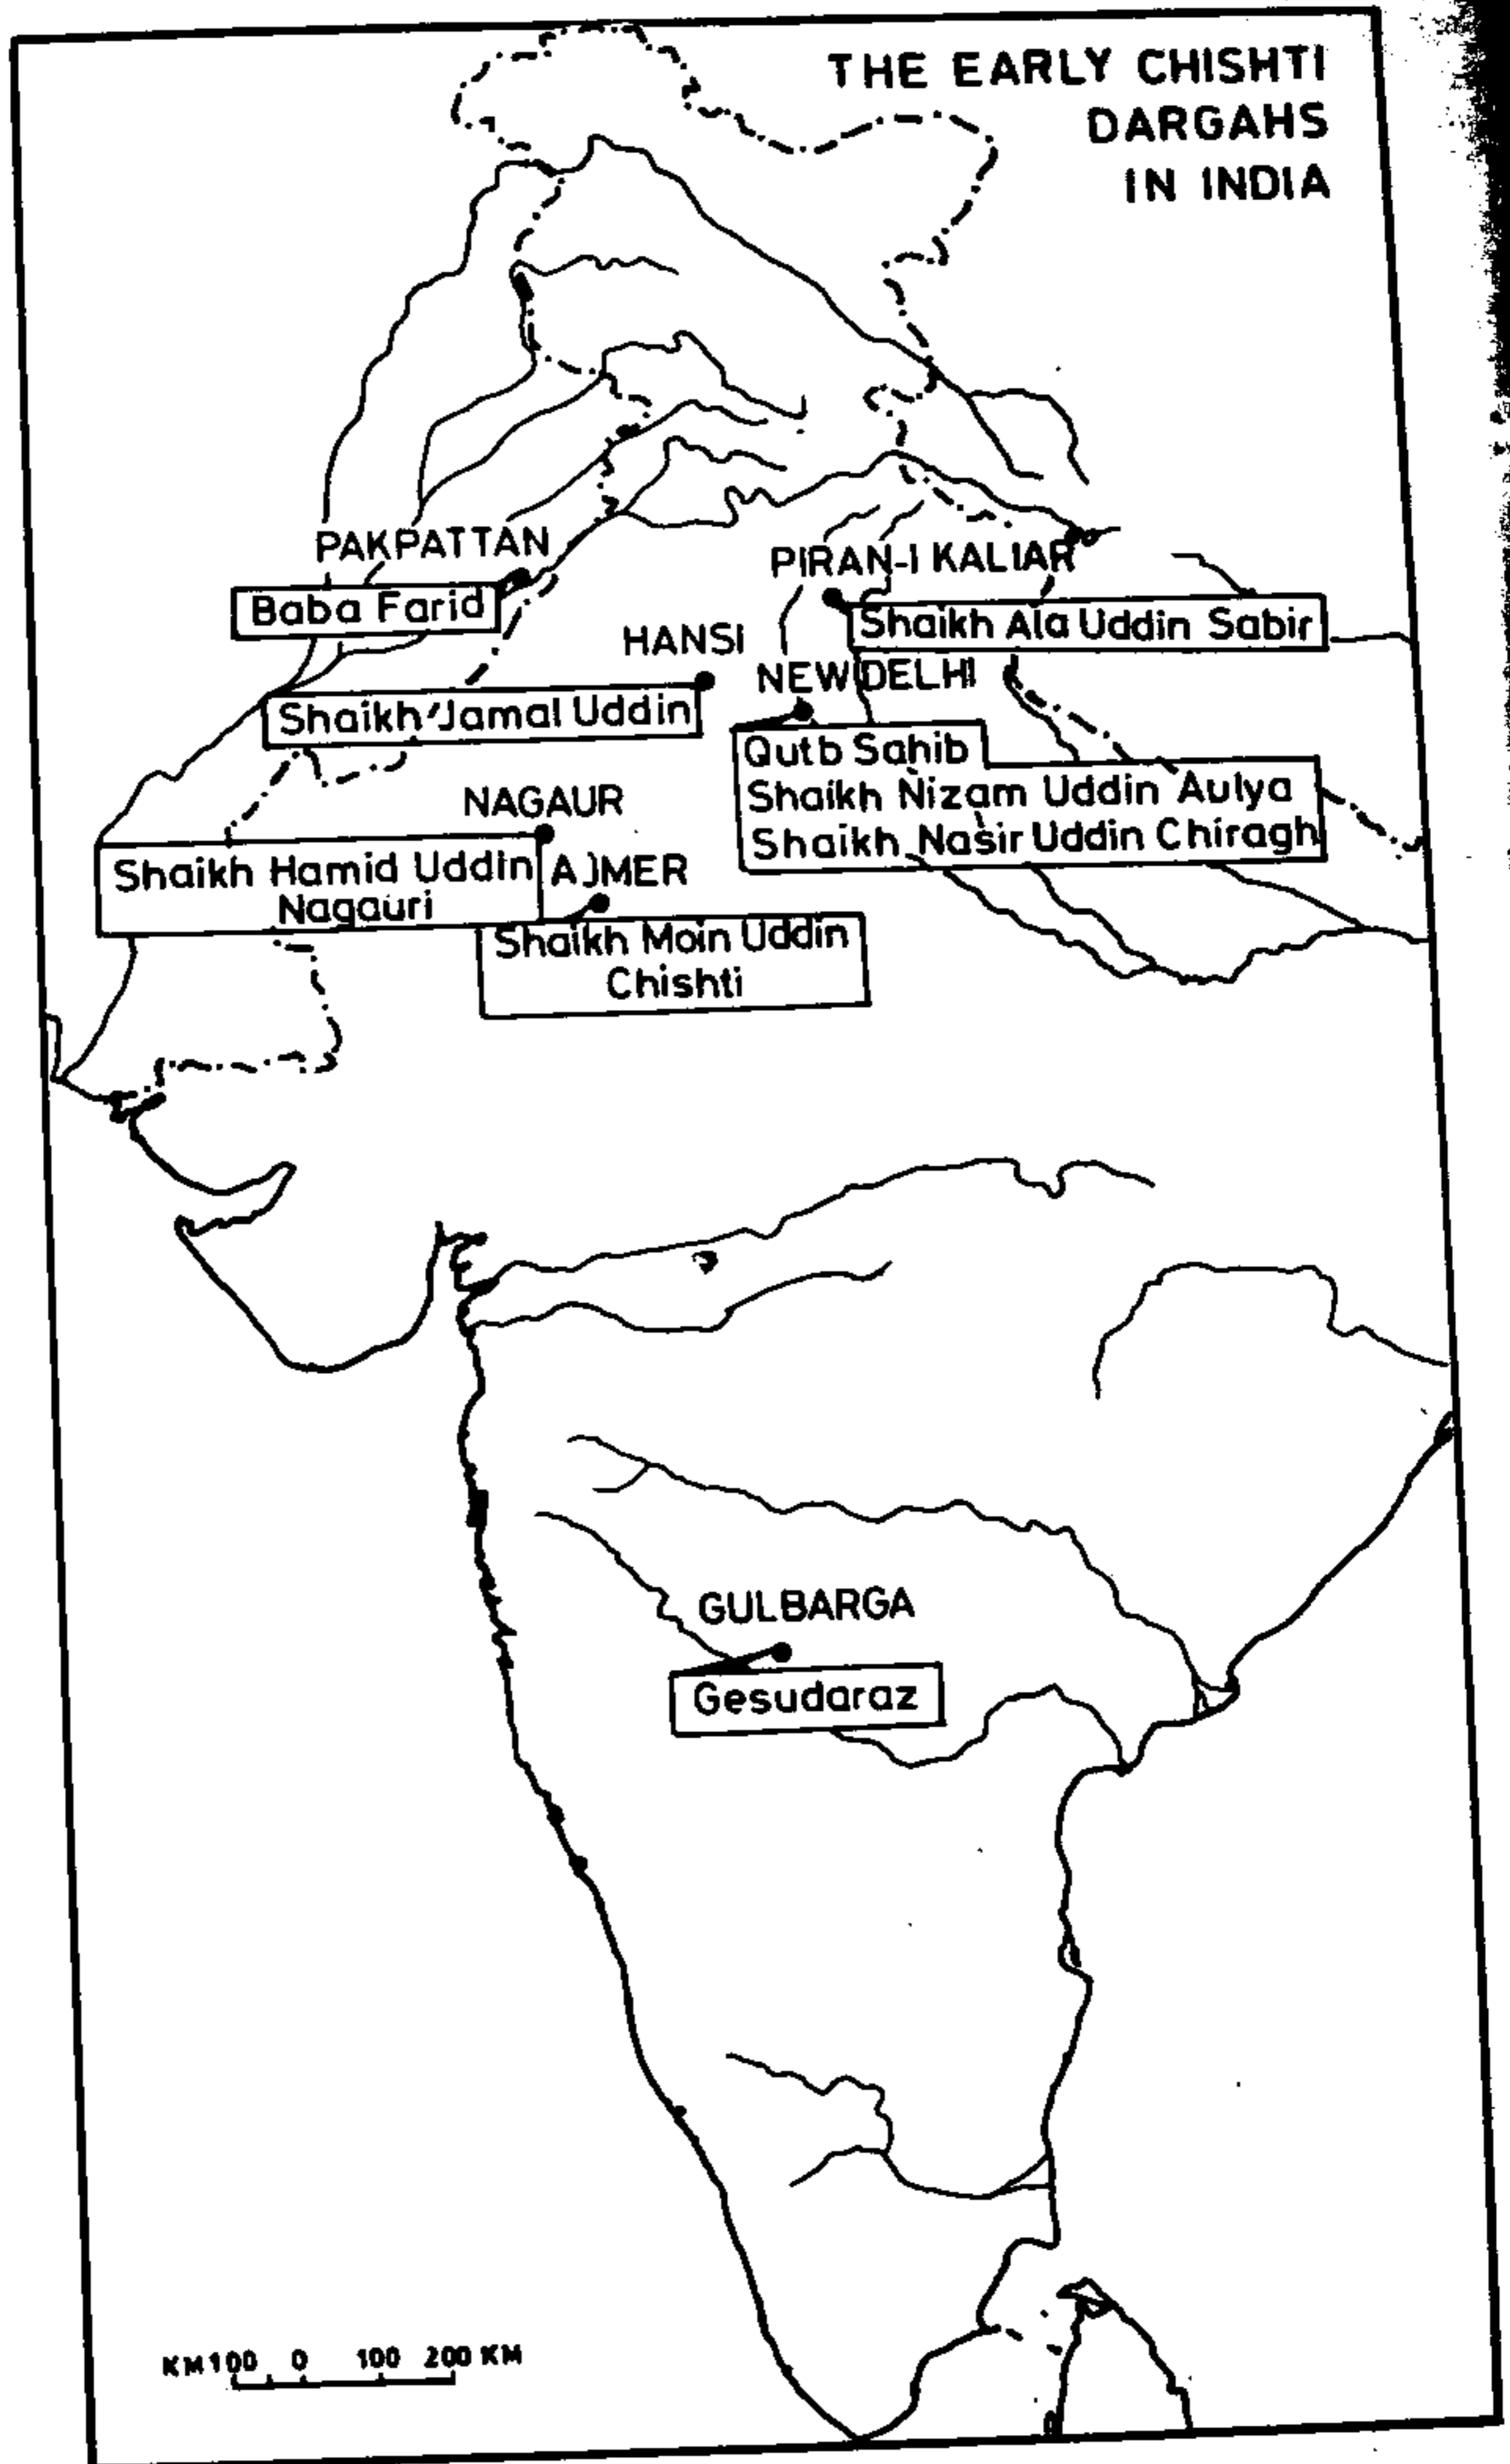 THE EARLY CHISHTI
DARGAHS
IN INDIA
PAKPATTAN
Baba Farid
PIRAN-I KALIAR
Shaikh Ala Uddin Sabir
HANSI
Shaikh 'Jamal Uddin
NEW DELHI
Qutb Sahib
Shaikh Nizam Uddin Aulya
Shaikh Nasir Uddin Chiragh
NAGAUR
Shaikh Hamid Uddin
Nagauri
AJMER
Shaikh Moin Uddin
Chishti
GULBARGA
Gesudaraz
KM 100 0 100 200 KM